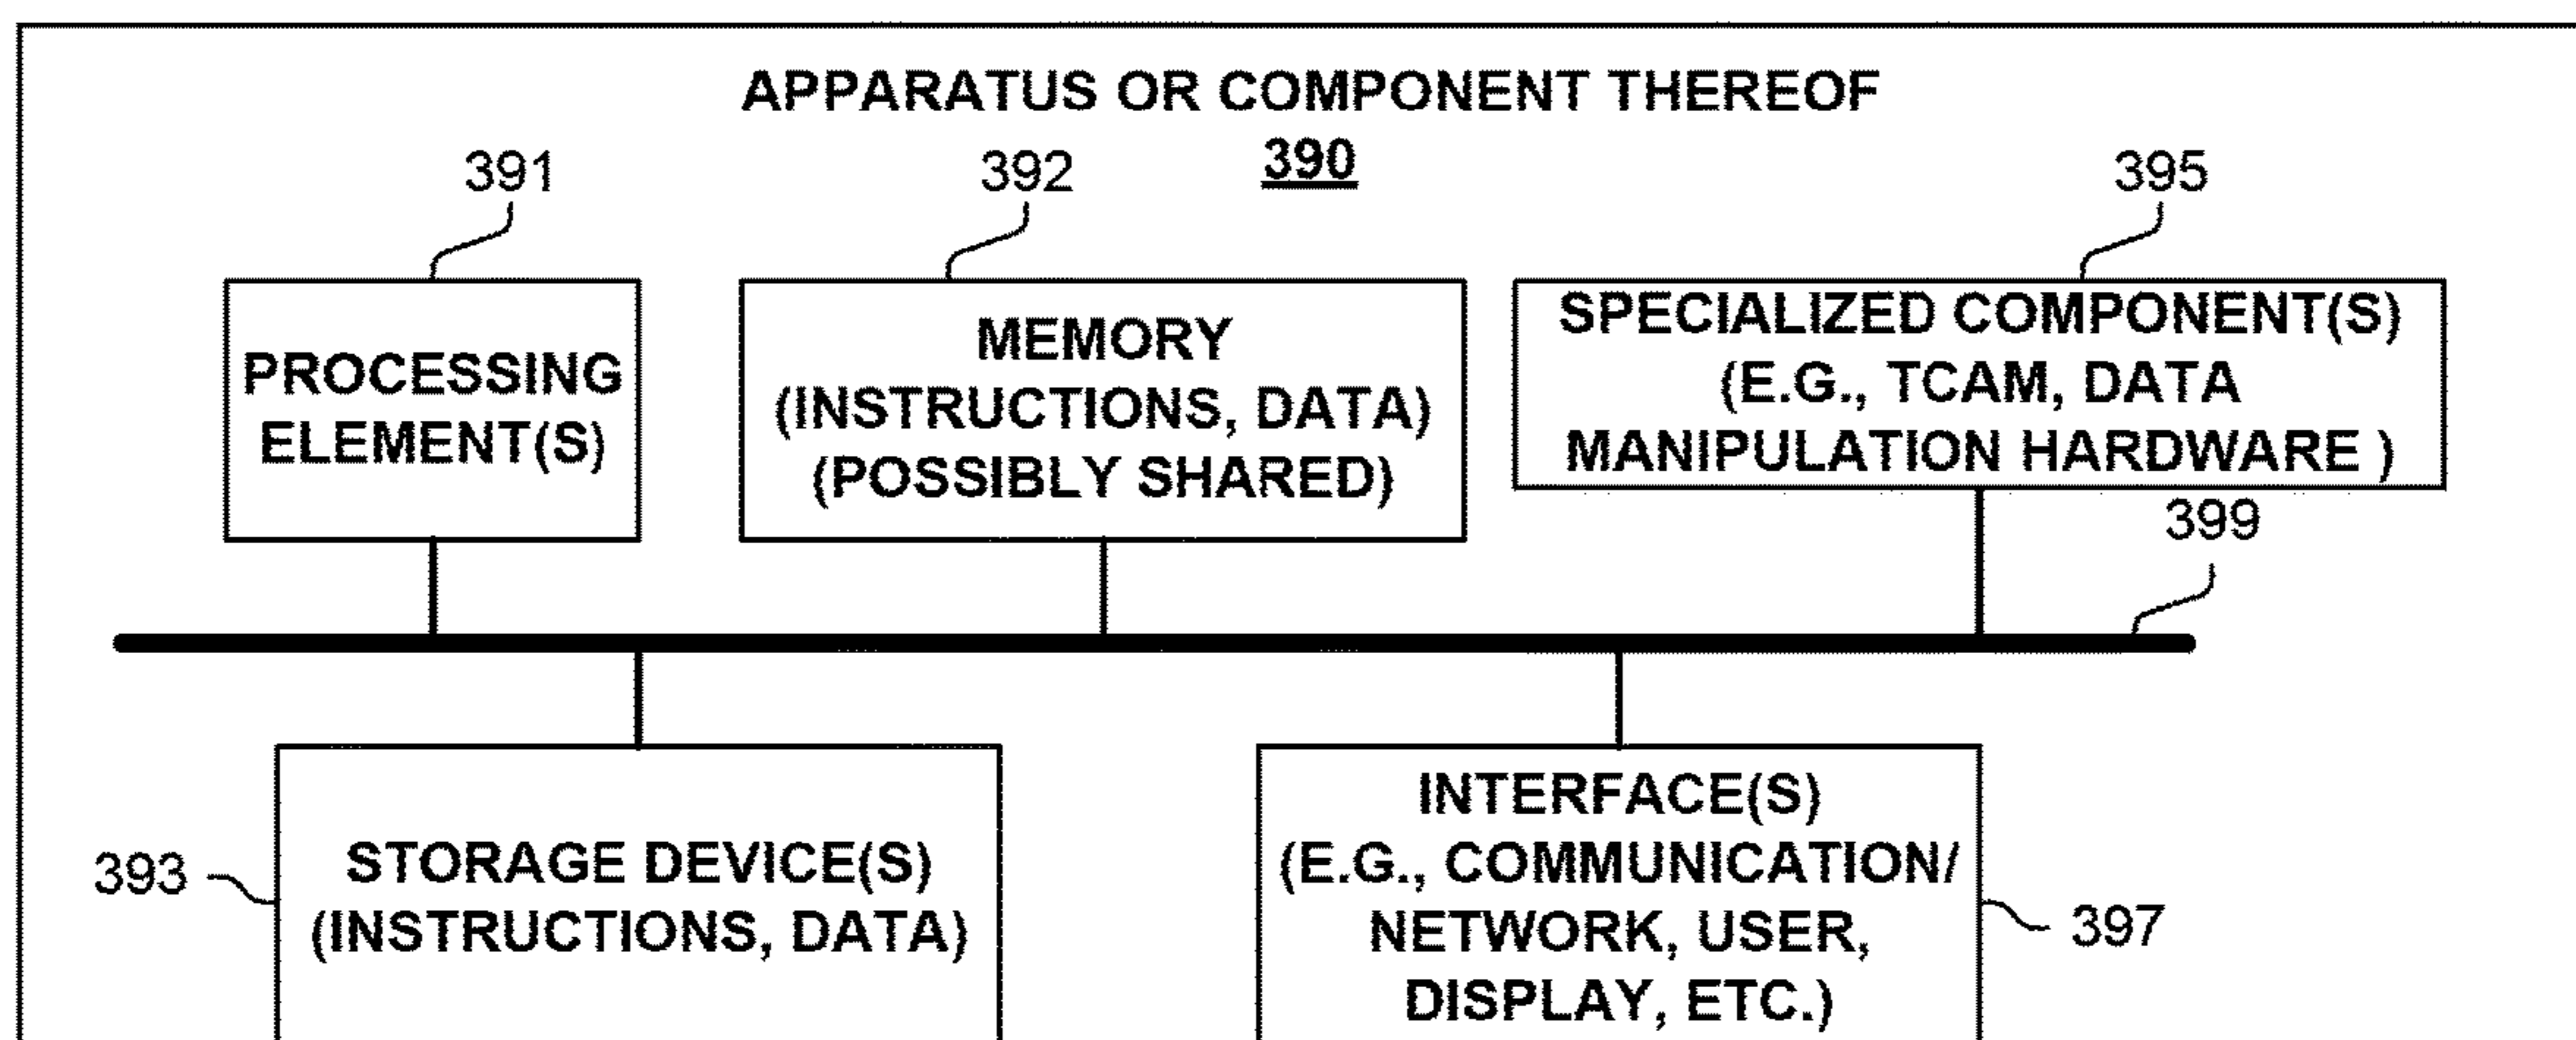 APPARATUS OR COMPONENT THEREOF
390
391
392
395
PROCESSING
ELEMENT(S)
MEMORY
(INSTRUCTIONS, DATA)
(POSSIBLY SHARED)
SPECIALIZED COMPONENT(S)
(E.G., TCAM, DATA
MANIPULATION HARDWARE )
399
393
STORAGE DEVICE(S)
(INSTRUCTIONS, DATA)
INTERFACE(S)
(E.G., COMMUNICATION/
NETWORK, USER,
DISPLAY, ETC.)
397